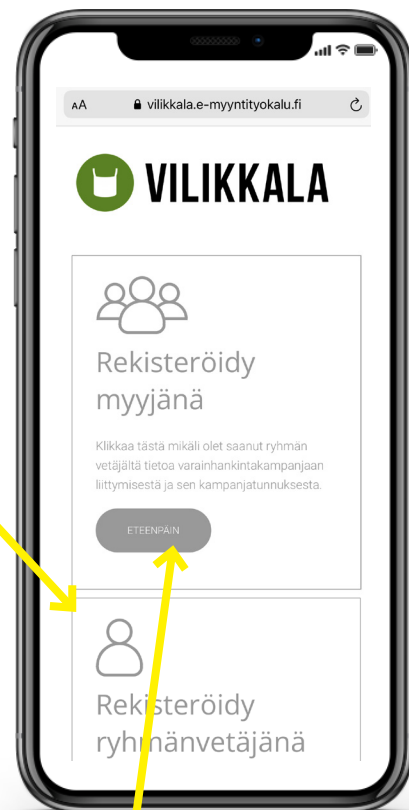 AA vilikkala.e-myyntityokalu.fi
VILIKKALA
Rekisteröidy
myyjänä
Klikkaa tästä mikäli olet saanut ryhmän
vetäjältä tietoa varainhankintakampanjaan
liittymisestä ja sen kampanjatunnuksesta.
ETEENPÄIN
Rekisteröidy
ryhmänvetäjänä